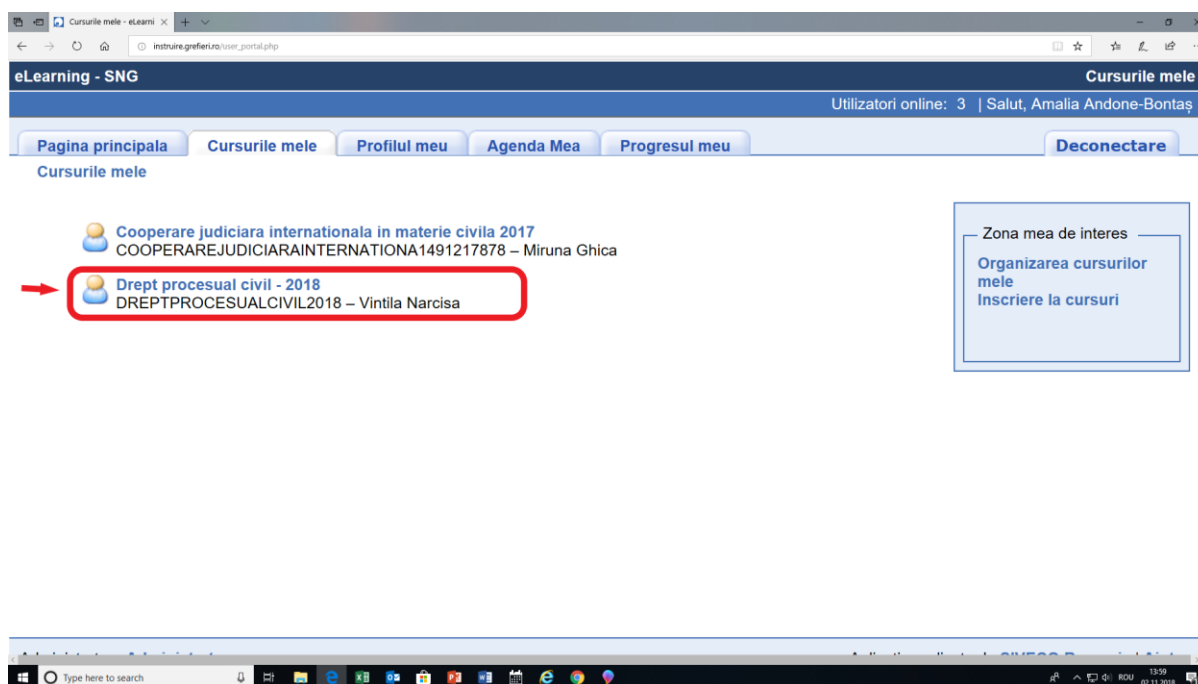 Cursurile mele - eLearni
instruire.grefieri.ro/user_portal.php
eLearning - SNG
Cursurile mele
Utilizatori online: 3 | Salut, Amalia Andone-Bontaș
Pagina principala
Cursurile mele
Profilul meu
Agenda Mea
Progresul meu
Deconectare
Cursurile mele
Cooperare judiciara internationala in materie civila 2017
COOPERAREJUDICIARAINTERNATIONA1491217878 – Miruna Ghica
Drept procesual civil - 2018
DREPTPROCESUALCIVIL2018 – Vintila Narcisa
Zona mea de interes
Organizarea cursurilor
mele
Inscriere la cursuri
Type here to search
ROU
13:59
02.11.2018